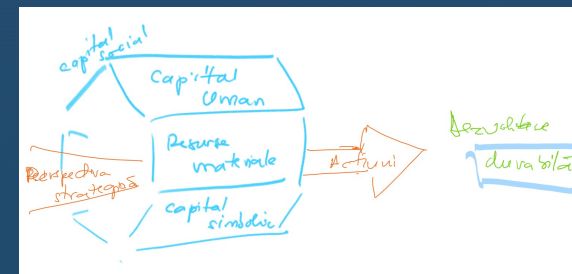 capital
social
Capital
Uman
Resurse
materiale
Perspectiva
strategică
Acțiuni
capital
simbolic
Dezvoltare
durabilă